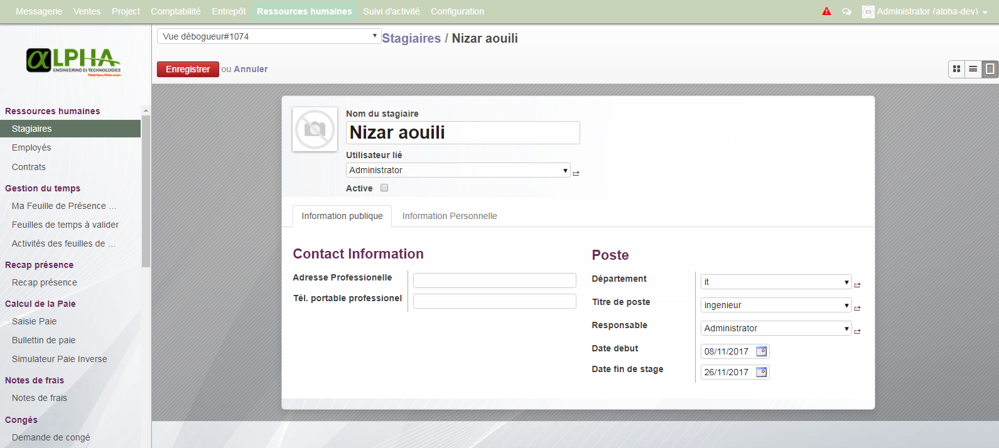 Messagerie Ventes Project Comptabilité Entrepôt Ressources humaines Suivi d'activité Configuration Administrator (alpha-dev)
αLPHA
ENGINEERING Et TECHNOLOGIES
Think Open, Think secure
Vue débogueur#1074
Stagiaires / Nizar aouili
Enregistrer ou Annuler
Ressources humaines
Stagiaires
Employés
Contrats
Gestion du temps
Ma Feuille de Présence ...
Feuilles de temps à valider
Activités des feuilles de ...
Recap présence
Recap présence
Calcul de la Paie
Saisie Paie
Bullettin de paie
Simulateur Paie Inverse
Notes de frais
Notes de frais
Congés
Demande de congé
Nom du stagiaire
Nizar aouili
Utilisateur lié
Administrator
Active
Information publique Information Personnelle
Contact Information
Adresse Professionelle
Tél. portable professionel
Poste
Département it
Titre de poste ingenieur
Responsable Administrator
Date debut 08/11/2017
Date fin de stage 26/11/2017